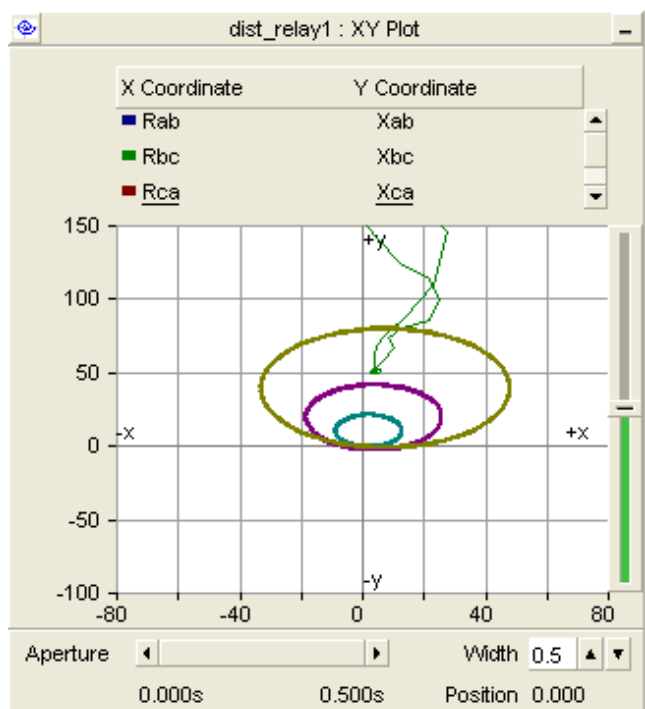 dist_relay1 : XY Plot
X Coordinate Y Coordinate
Rab Xab
Rbc Xbc
Rca Xca
150
+y
100
50
-x +x
0
-50
-y
-100
-80 -40 0 40 80
Aperture Width 0.5
0.000s 0.500s Position 0.000